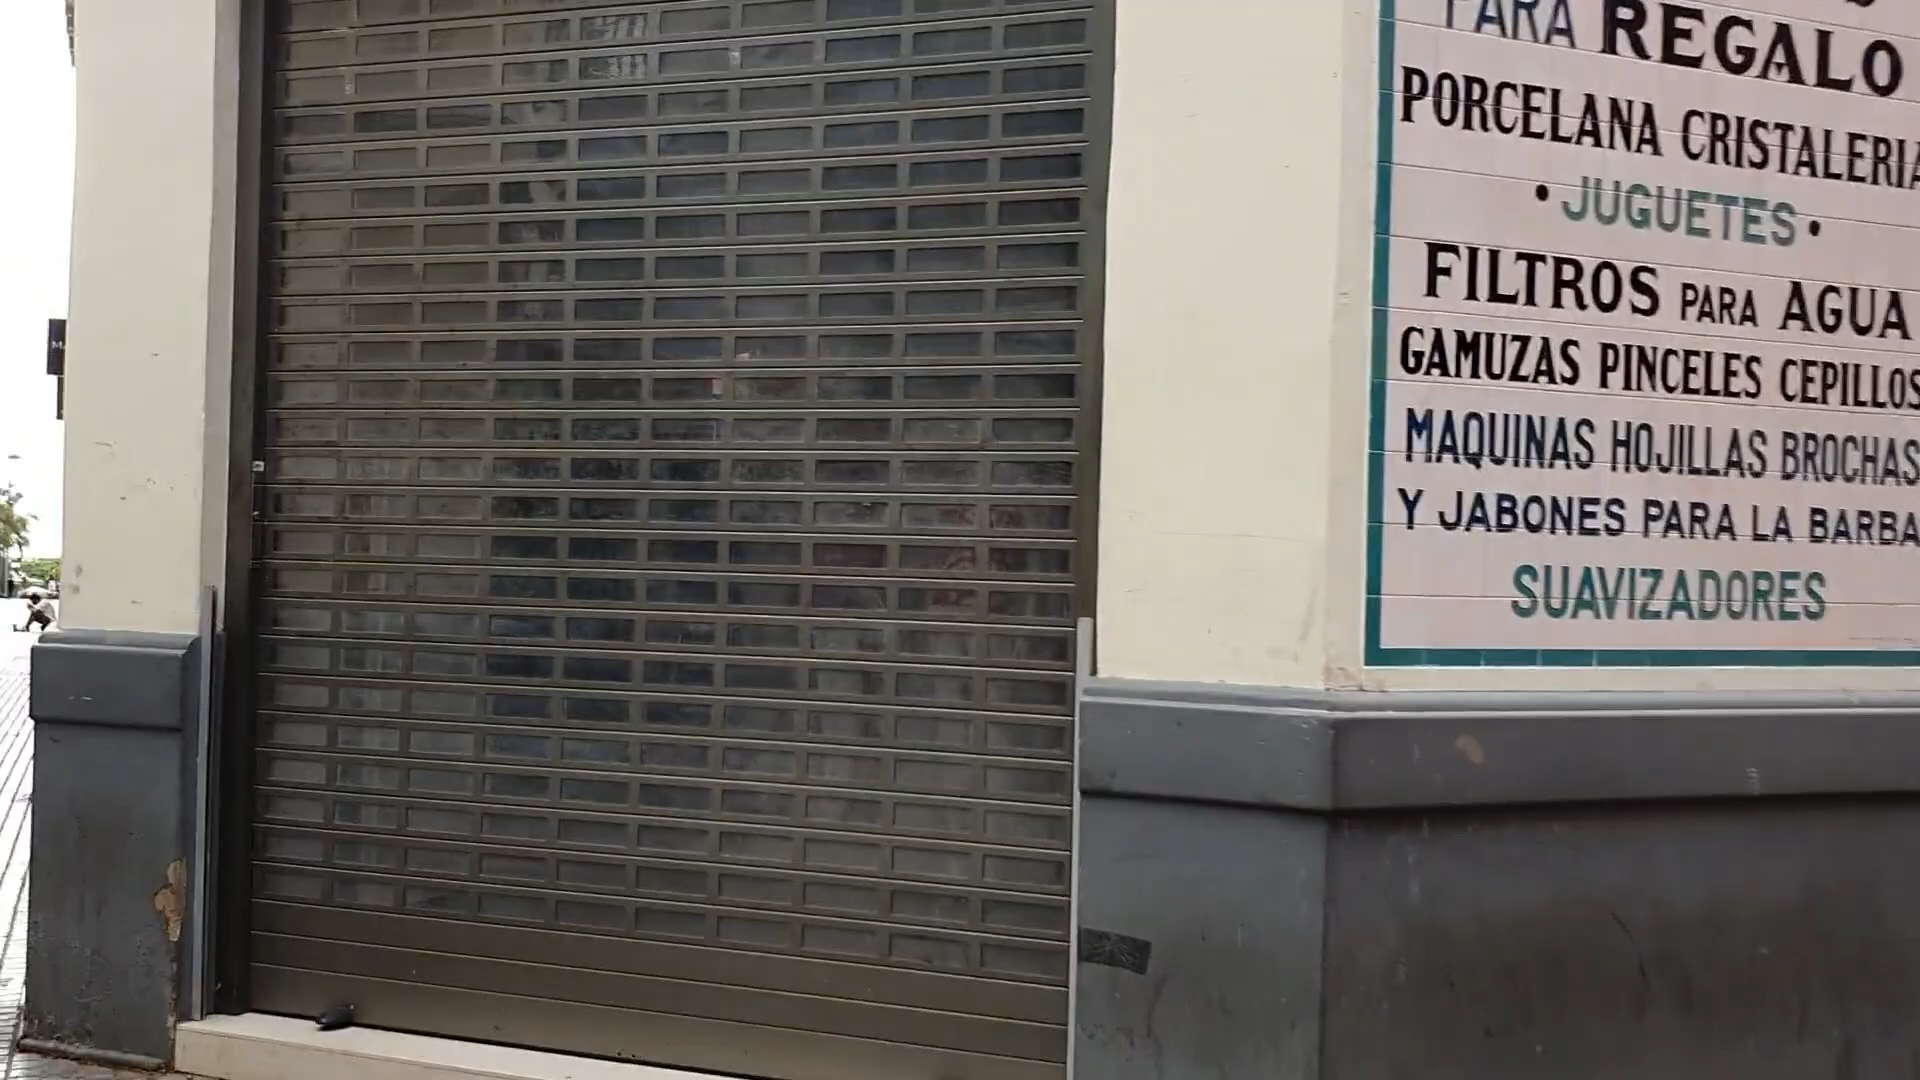 PARA REGALO
PORCELANA CRISTALERIA
• JUGUETES •
FILTROS PARA AGUA
GAMUZAS PINCELES CEPILLOS
MAQUINAS HOJILLAS BROCHAS
Y JABONES PARA LA BARBA
SUAVIZADORES